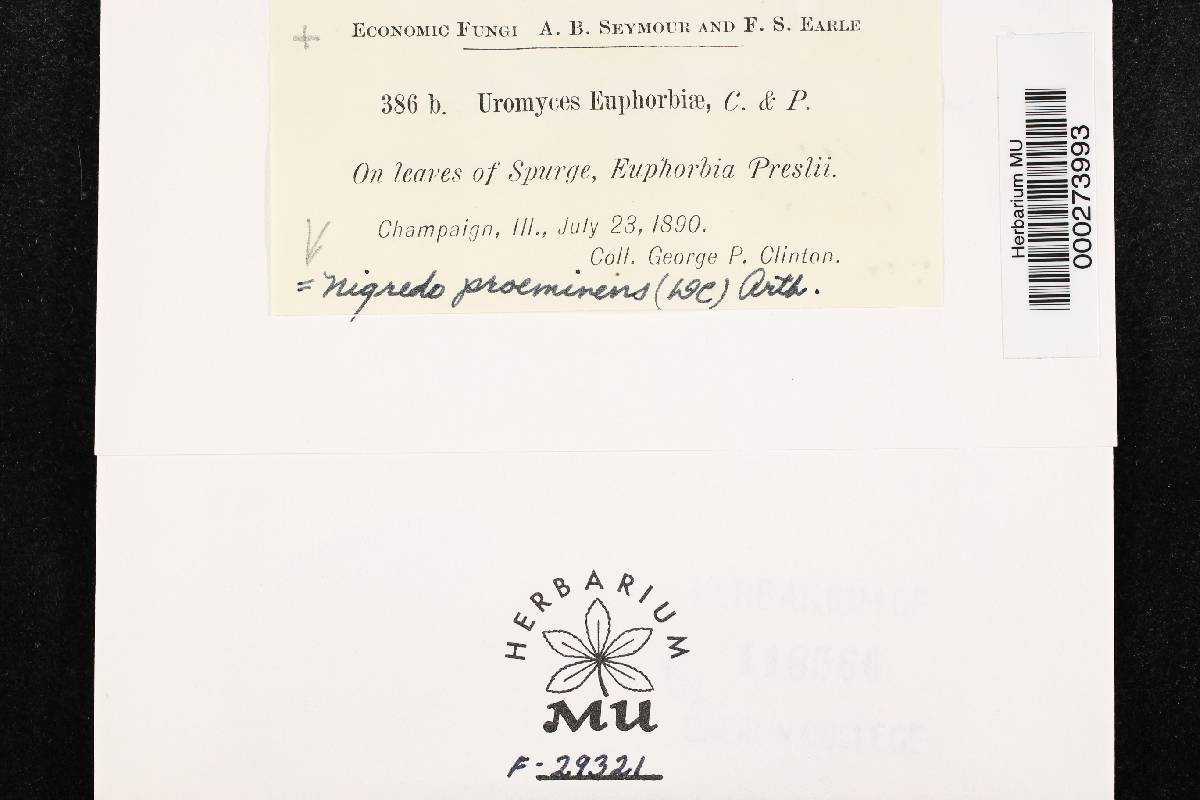 Economic Fungi A. B. Seymour and F. S. Earle
386 b. Uromyces Euphorbiæ, C. & P.
On leaves of Spurge, Euphorbia Preslii.
Champaign, Ill., July 23, 1890.
Coll. George P. Clinton.
= Nigredo proeminens (DC) Arth.
Herbarium MU
000273993
HERBARIUM
MU
F-29321